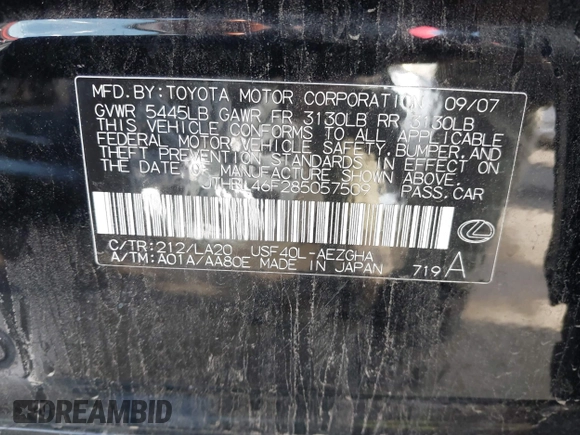 MFD.BY:TOYOTA MOTOR CORPORATION 09/07
GVWR 5445LB GAWR FR 3130LB RR 3130LB
THIS VEHICLE CONFORMS TO ALL APPLICABLE
FEDERAL MOTOR VEHICLE SAFETY,BUMPER,AND
THEFT PREVENTION STANDARDS IN EFFECT ON
THE DATE OF MANUFACTURE SHOWN ABOVE.
JTHBL46F285057509 PASS.CAR
C/TR:212/LA20 USF40L-AEZGHA
A/TM:A01A/AA80E MADE IN JAPAN 719 A
DREAMBID